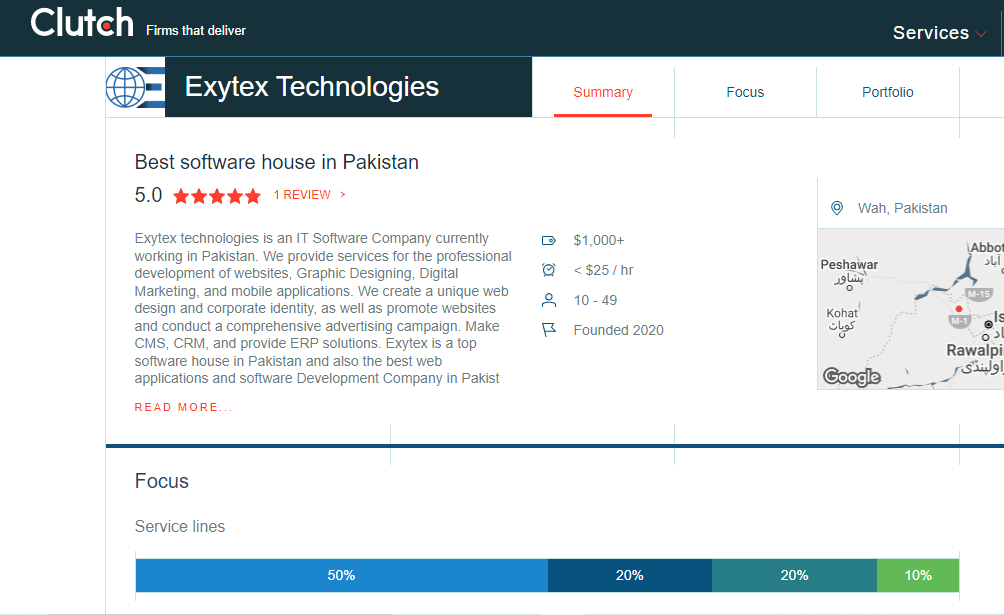 Clutch Firms that deliver
Services
Exytex Technologies
Summary
Focus
Portfolio
Best software house in Pakistan
5.0
1 REVIEW >
Exytex technologies is an IT Software Company currently
working in Pakistan. We provide services for the professional
development of websites, Graphic Designing, Digital
Marketing, and mobile applications. We create a unique web
design and corporate identity, as well as promote websites
and conduct a comprehensive advertising campaign. Make
CMS, CRM, and provide ERP solutions. Exytex is a top
software house in Pakistan and also the best web
applications and software Development Company in Pakist
READ MORE...
$1,000+
< $25 / hr
10 - 49
Founded 2020
Wah, Pakistan
Abbot
آباد
Peshawar
پشاور
M-15
Kohat
کوہاٹ
M-1
Is
Rawalpi
راولپنڈی
Google
Focus
Service lines
50% 20% 20% 10%